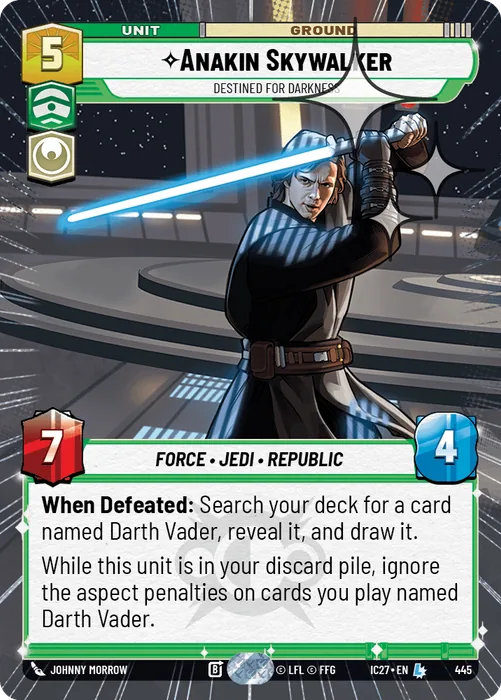 5
UNIT
GROUND
ANAKIN SKYWALKER
DESTINED FOR DARKNESS
7
4
FORCE • JEDI • REPUBLIC
When Defeated: Search your deck for a card
named Darth Vader, reveal it, and draw it.
While this unit is in your discard pile, ignore
the aspect penalties on cards you play named
Darth Vader.
JOHNNY MORROW
B
© LFL © FFG
IC27 • EN
445